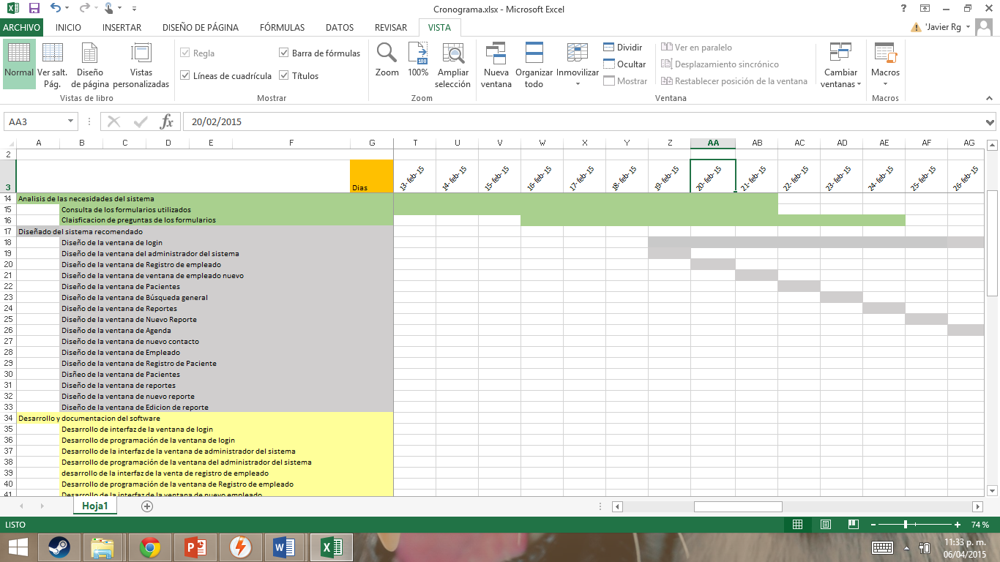 Cronograma.xlsx - Microsoft Excel
ARCHIVO INICIO INSERTAR DISEÑO DE PÁGINA FÓRMULAS DATOS REVISAR VISTA 'Javier Rg
Normal Ver salt. Pág. Diseño de página Vistas personalizadas
Vistas de libro
Regla Barra de fórmulas
Líneas de cuadrícula Títulos
Mostrar
Zoom 100% Ampliar selección
Zoom
Nueva ventana Organizar todo Inmovilizar
Dividir Ver en paralelo
Ocultar Desplazamiento sincrónico
Mostrar Restablecer posición de la ventana
Cambiar ventanas
Ventana
Macros
Macros
AA3 fx 20/02/2015
A B C D E F G T U V W X Y Z AA AB AC AD AE AF AG
2
3 Dias 13-feb-15 14-feb-15 15-feb-15 16-feb-15 17-feb-15 18-feb-15 19-feb-15 20-feb-15 21-feb-15 22-feb-15 23-feb-15 24-feb-15 25-feb-15 26-feb-15
14 Analisis de las necesidades del sistema
15 Consulta de los formularios utilizados
16 Claisficacion de preguntas de los formularios
17 Diseñado del sistema recomendado
18 Diseño de la ventana de login
19 Diseño de la ventana del administrador del sistema
20 Diseño de la ventana de Registro de empleado
21 Diseño de la ventana de ventana de empleado nuevo
22 Diseño de la ventana de Pacientes
23 Diseño de la ventana de Búsqueda general
24 Diseño de la ventana de Reportes
25 Diseño de la ventana de Nuevo Reporte
26 Diseño de la ventana de Agenda
27 Diseño de la ventana de nuevo contacto
28 Diseño de la ventana de Empleado
29 Diseño de la ventana de Registro de Paciente
30 Disñeo de la ventana de Pacientes
31 Diseño de la ventana de reportes
32 Diseño de la ventana de nuevo reporte
33 Diseño de la ventana de Edicion de reporte
34 Desarrollo y documentacion del software
35 Desarrollo de interfaz de la ventana de login
36 Desarrollo de programación de la ventana de login
37 Desarrollo de la interfaz de la ventana de administrador del sistema
38 Desarrollo de programación de la ventana del administrador del sistema
39 desarrollo de la interfaz de la venta de registro de empleado
40 Desarrollo de programación de la ventana de Registro de empleado
41 Desarrollo de la interfaz de la ventana de nuevo empleado
Hoja1
LISTO 74 %
11:33 p. m.
06/04/2015